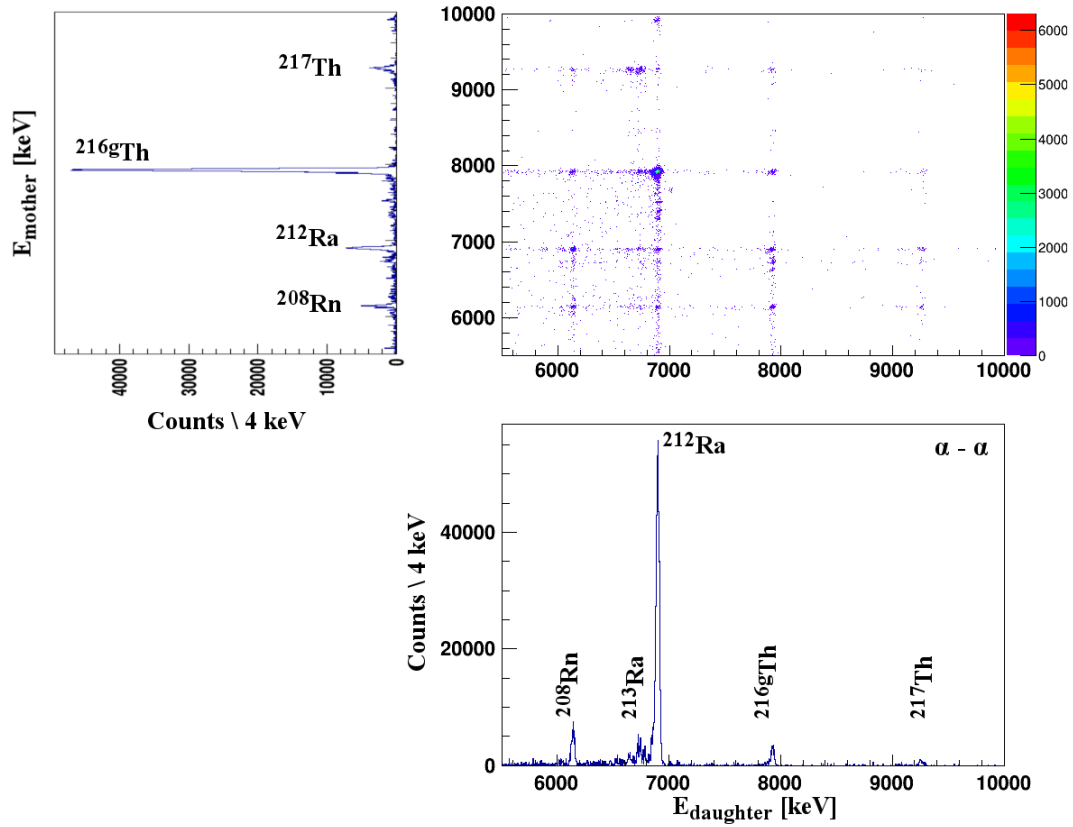 ²¹⁷Th
²¹⁶ᵍTh
²¹²Ra
²⁰⁸Rn
E_mother [keV]
40000 30000 20000 10000 0
Counts \ 4 keV
10000
9000
8000
7000
6000
6000 7000 8000 9000 10000
6000
5000
4000
3000
2000
1000
0
²¹²Ra
α - α
Counts \ 4 keV
40000
20000
0
²⁰⁸Rn
²¹³Ra
²¹⁶ᵍTh
²¹⁷Th
6000 7000 8000 9000 10000
E_daughter [keV]